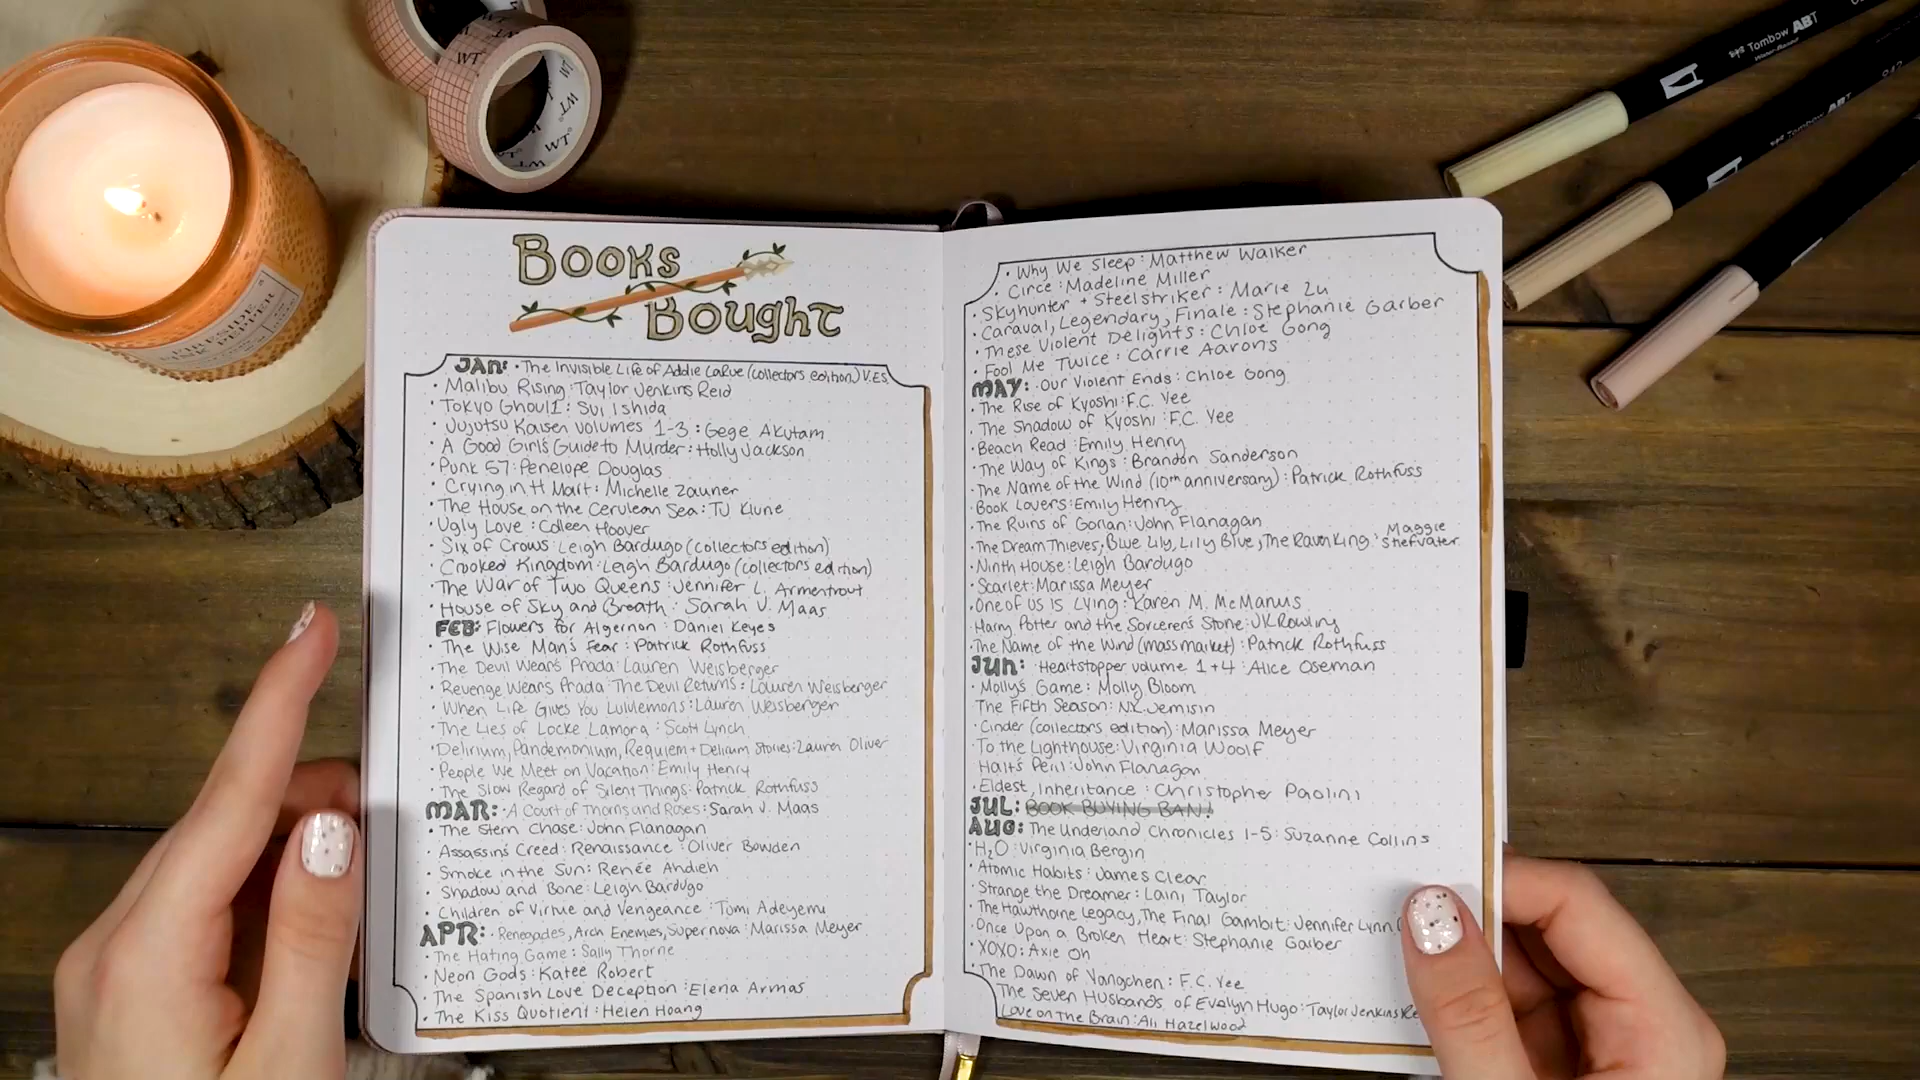 WT
WT
WT
WT
Tombow ABT
Water-Based
Tombow ABT
942
FIRESIDE
PINK PEPPER
Books
Bought
JAN: • The Invisible Life of Addie LaRue (collectors edition) V.E.S.
• Malibu Rising: Taylor Jenkins Reid
• Tokyo Ghoul 1: Sui Ishida
• Jujutsu Kaisen volumes 1-3: Gege Akutami
• A Good Girl's Guide to Murder: Holly Jackson
• Punk 57: Penelope Douglas
• Crying in H Mart: Michelle Zauner
• The House on the Cerulean Sea: TJ Klune
• Ugly Love: Colleen Hoover
• Six of Crows: Leigh Bardugo (collectors edition)
• Crooked Kingdom: Leigh Bardugo (collectors edition)
• The War of Two Queens: Jennifer L. Armentrout
• House of Sky and Breath: Sarah J. Maas
FEB: Flowers for Algernon: Daniel Keyes
• The Wise Man's Fear: Patrick Rothfuss
• The Devil Wears Prada: Lauren Weisberger
• Revenge Wears Prada: The Devil Returns: Lauren Weisberger
• When Life Gives You Lululemons: Lauren Weisberger
• The Lies of Locke Lamora: Scott Lynch
• Delirium, Pandemonium, Requiem + Delirium Stories: Lauren Oliver
• People We Meet on Vacation: Emily Henry
• The Slow Regard of Silent Things: Patrick Rothfuss
MAR: • A Court of Thorns and Roses: Sarah J. Maas
• The Stern Chase: John Flanagan
• Assassin's Creed: Renaissance: Oliver Bowden
• Smoke in the Sun: Renée Ahdieh
• Shadow and Bone: Leigh Bardugo
• Children of Virtue and Vengeance: Tomi Adeyemi
APR: • Renegades, Arch Enemies, Supernova: Marissa Meyer
• The Hating Game: Sally Thorne
• Neon Gods: Katee Robert
• The Spanish Love Deception: Elena Armas
• The Kiss Quotient: Helen Hoang
• Why We Sleep: Matthew Walker
• Circe: Madeline Miller
• Skyhunter + Steelstriker: Marie Lu
• Caraval, Legendary, Finale: Stephanie Garber
• These Violent Delights: Chloe Gong
• Fool Me Twice: Carrie Aarons
MAY: • Our Violent Ends: Chloe Gong
• The Rise of Kyoshi: F.C. Yee
• The Shadow of Kyoshi: F.C. Yee
• Beach Read: Emily Henry
• The Way of Kings: Brandon Sanderson
• The Name of the Wind (10th anniversary): Patrick Rothfuss
• Book Lovers: Emily Henry
• The Ruins of Gorlan: John Flanagan
• The Dream Thieves, Blue Lily, Lily Blue, The Raven King: Maggie Stiefvater
• Ninth House: Leigh Bardugo
• Scarlet: Marissa Meyer
• One of Us Is Lying: Karen M. McManus
• Harry Potter and the Sorcerer's Stone: JK Rowling
• The Name of the Wind (mass market): Patrick Rothfuss
JUN: • Heartstopper volume 1+4: Alice Oseman
• Molly's Game: Molly Bloom
• The Fifth Season: N.K. Jemisin
• Cinder (collectors edition): Marissa Meyer
• To the Lighthouse: Virginia Woolf
• Halt's Peril: John Flanagan
• Eldest, Inheritance: Christopher Paolini
JUL: BOOK BUYING BAN!
AUG: The Underland Chronicles 1-5: Suzanne Collins
• H₂O: Virginia Bergin
• Atomic Habits: James Clear
• Strange the Dreamer: Laini Taylor
• The Hawthorne Legacy, The Final Gambit: Jennifer Lynn
• Once Upon a Broken Heart: Stephanie Garber
• XOXO: Axie Oh
• The Dawn of Yangchen: F.C. Yee
• The Seven Husbands of Evelyn Hugo: Taylor Jenkins Re
Love on the Brain: Ali Hazelwood